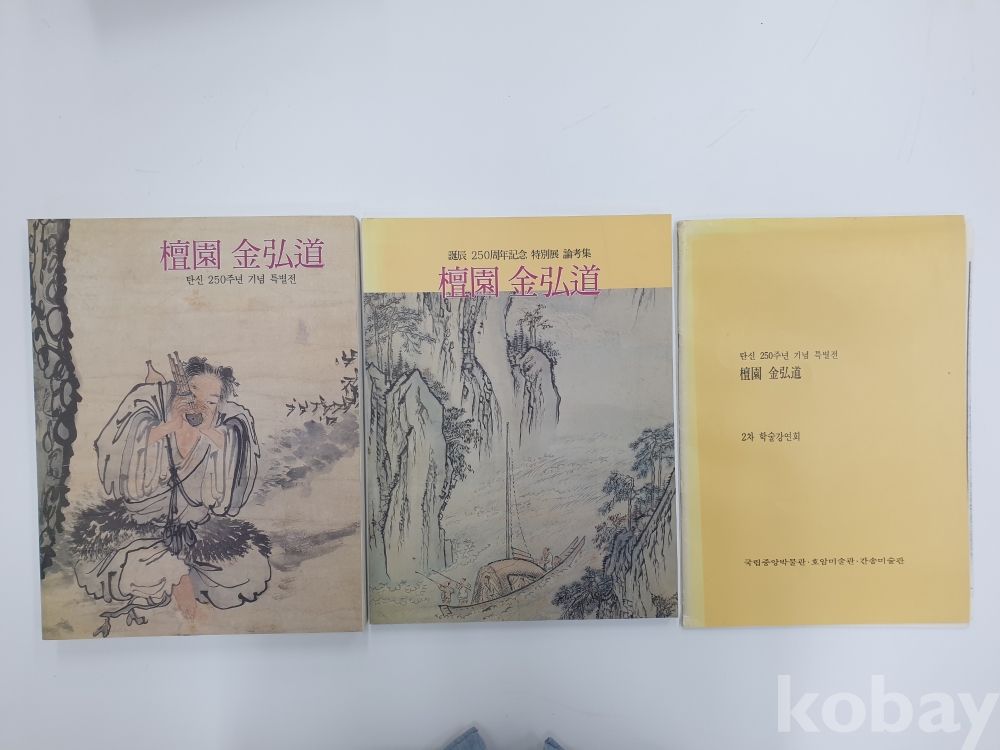 檀園 金弘道
탄신 250주년 기념 특별전
誕辰 250周年記念 特別展 論考集
檀園 金弘道
탄신 250주년 기념 특별전
檀園 金弘道
2차 학술강연회
국립중앙박물관·호암미술관·간송미술관
kobay